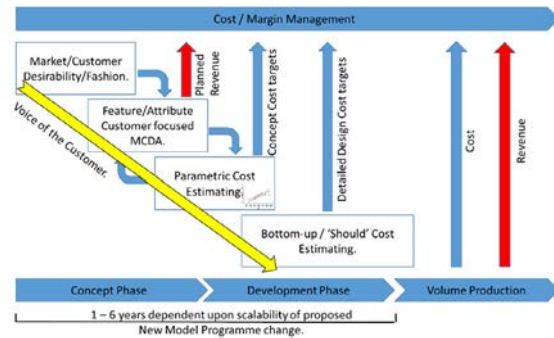 Cost / Margin Management
Market/Customer
Desirability/Fashion.
Planned
Revenue
Concept Cost targets
Detailed Design Cost targets
Cost
Revenue
Voice of the Customer.
Feature/Attribute
Customer focused
MCDA.
Parametric Cost
Estimating.
Bottom-up / 'Should' Cost
Estimating.
Concept Phase
Development Phase
Volume Production
1 – 6 years dependent upon scalability of proposed
New Model Programme change.